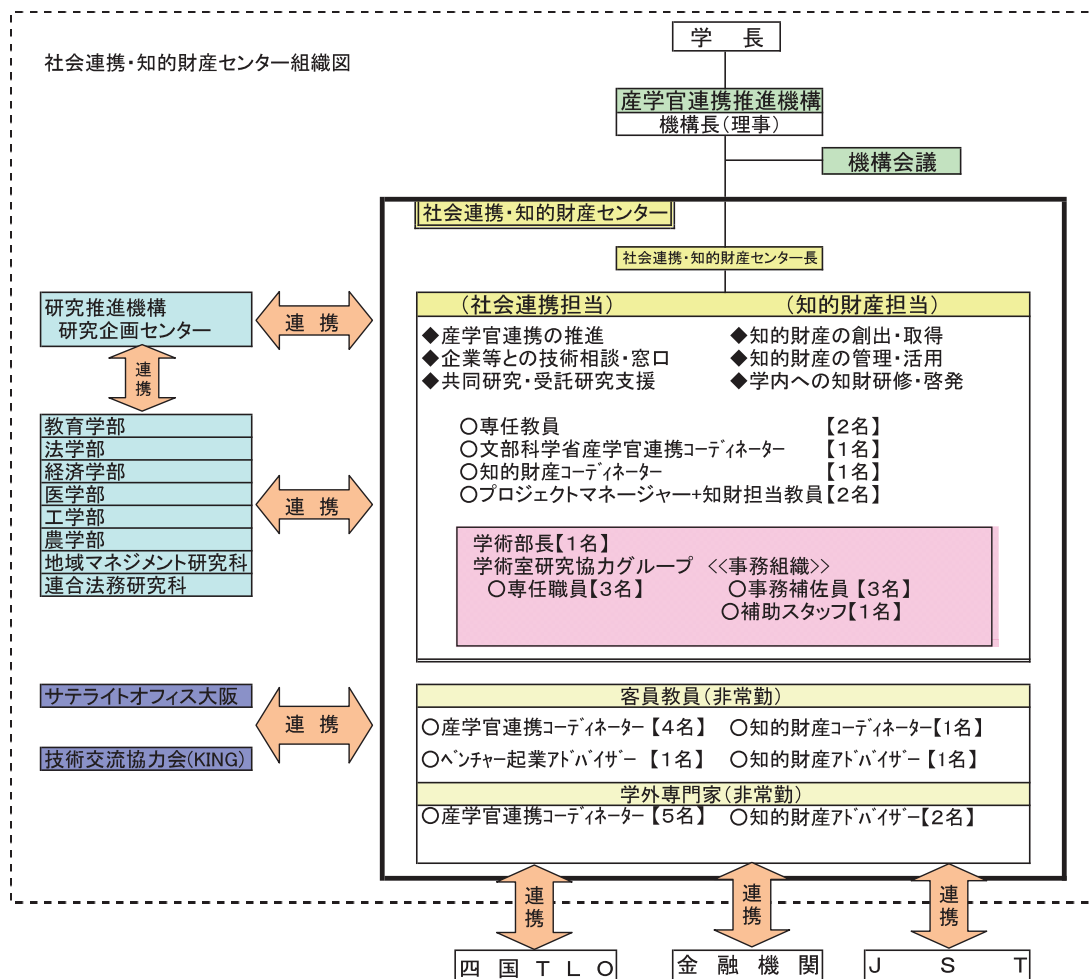 学 長
社会連携・知的財産センター組織図
産学官連携推進機構
機構長(理事)
機構会議
社会連携・知的財産センター
社会連携・知的財産センター長
(社会連携担当) (知的財産担当)
◆産学官連携の推進 ◆知的財産の創出・取得
◆企業等との技術相談・窓口 ◆知的財産の管理・活用
◆共同研究・受託研究支援 ◆学内への知財研修・啓発
○専任教員 【2名】
○文部科学省産学官連携コーディネーター 【1名】
○知的財産コーディネーター 【1名】
○プロジェクトマネージャー+知財担当教員【2名】
学術部長【1名】
学術室研究協力グループ <<事務組織>>
○専任職員【3名】 ○事務補佐員【3名】
○補助スタッフ【1名】
客員教員(非常勤)
○産学官連携コーディネーター【4名】 ○知的財産コーディネーター【1名】
○ベンチャー起業アドバイザー 【1名】 ○知的財産アドバイザー【1名】
学外専門家(非常勤)
○産学官連携コーディネーター【5名】 ○知的財産アドバイザー【2名】
研究推進機構
研究企画センター
連 携
連携
教育学部
法学部
経済学部
医学部
工学部
農学部
地域マネジメント研究科
連合法務研究科
連 携
サテライトオフィス大阪
技術交流協力会(KING)
連 携
連携
連携
連携
四 国 T L O
金 融 機 関
J S T